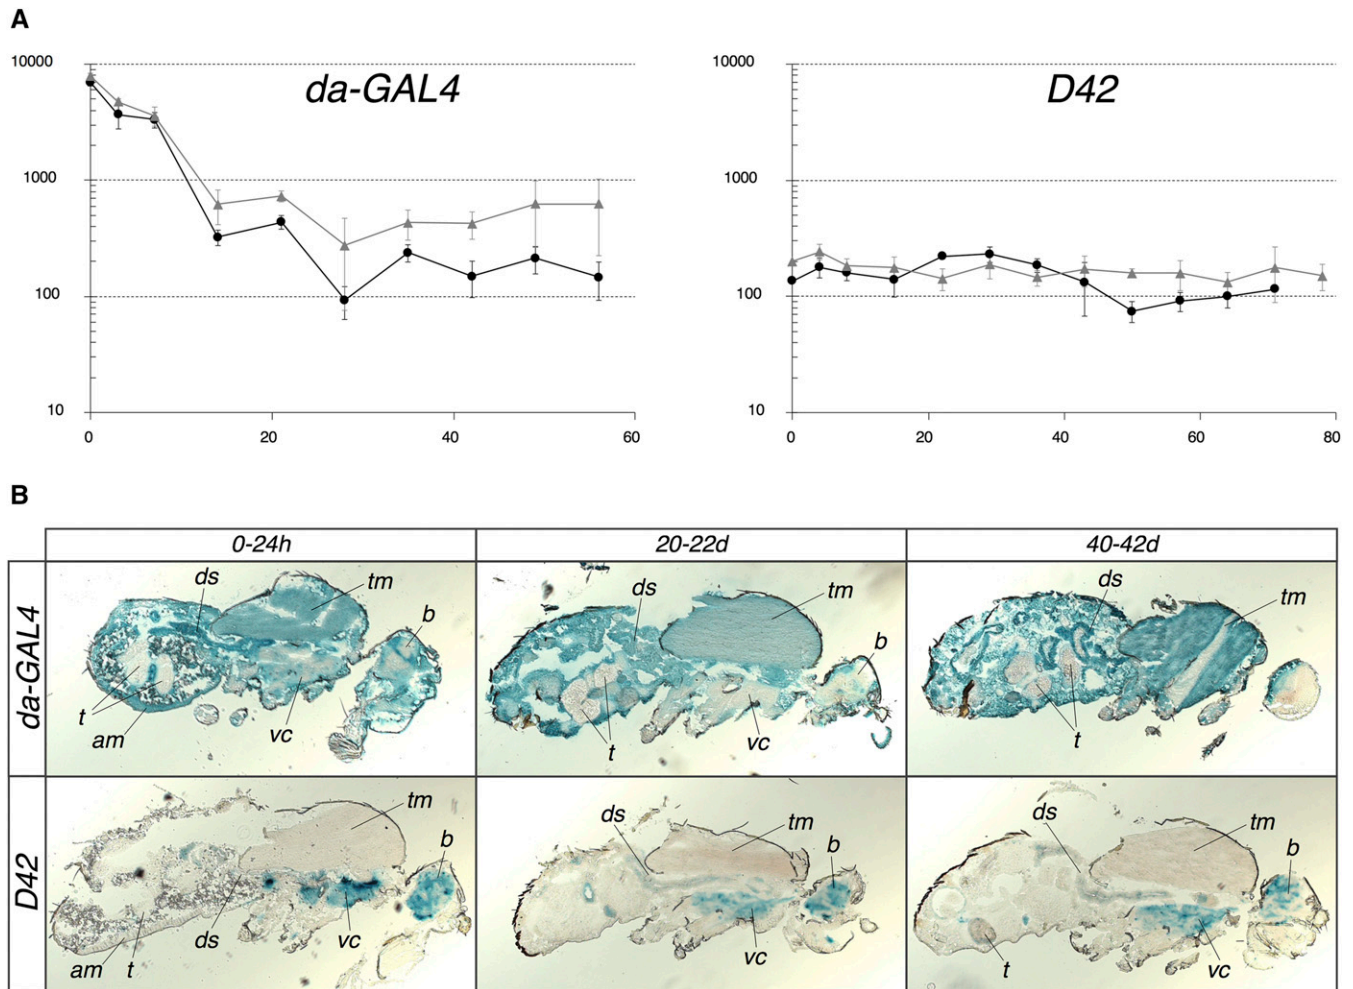 A
da-GAL4
10000
1000
100
10
0 20 40 60
D42
10000
1000
100
10
0 20 40 60 80
B
0-24h 20-22d 40-42d
da-GAL4
ds tm b t am vc
ds tm b t vc
ds tm t
D42
tm b am t ds vc
ds tm b vc
ds tm b t vc